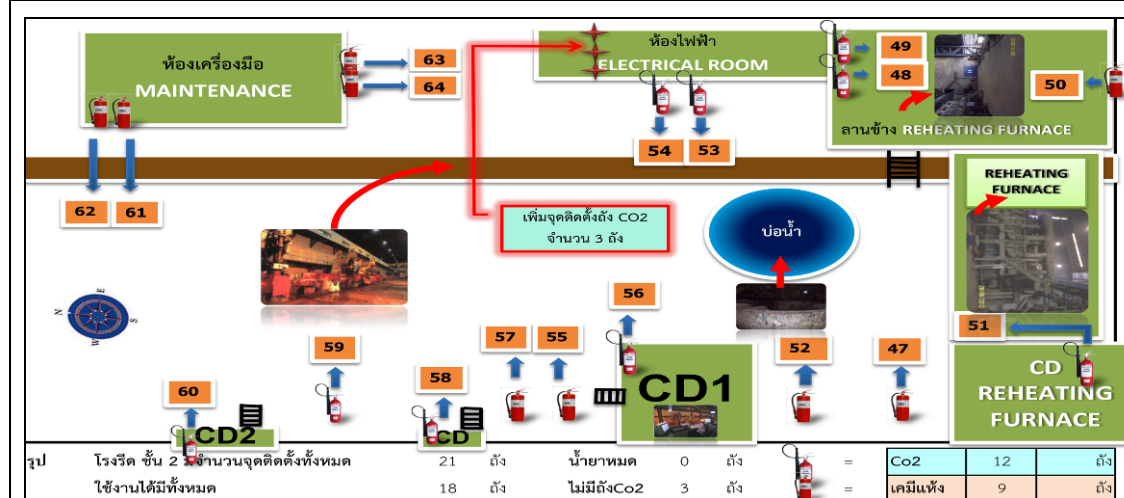 ห้องเครื่องมือ
MAINTENANCE
63
64
62
61
ห้องไฟฟ้า
ELECTRICAL ROOM
54
53
49
48
50
ลานข้าง REHEATING FURNACE
REHEATING
FURNACE
เพิ่มจุดติดตั้งถัง CO2
จำนวน 3 ถัง
บ่อน้ำ
N
E
S
W
56
57
55
59
58
60
52
47
51
CD2
CD
CD1
CD
REHEATING
FURNACE
รุป โรงรีด ชั้น 2 จำนวนจุดติดตั้งทั้งหมด 21 ถัง น้ำยาหมด 0 ถัง = Co2 12 ถัง
ใช้งานได้มีทั้งหมด 18 ถัง ไม่มีถังCo2 3 ถัง = เคมีแห้ง 9 ถัง